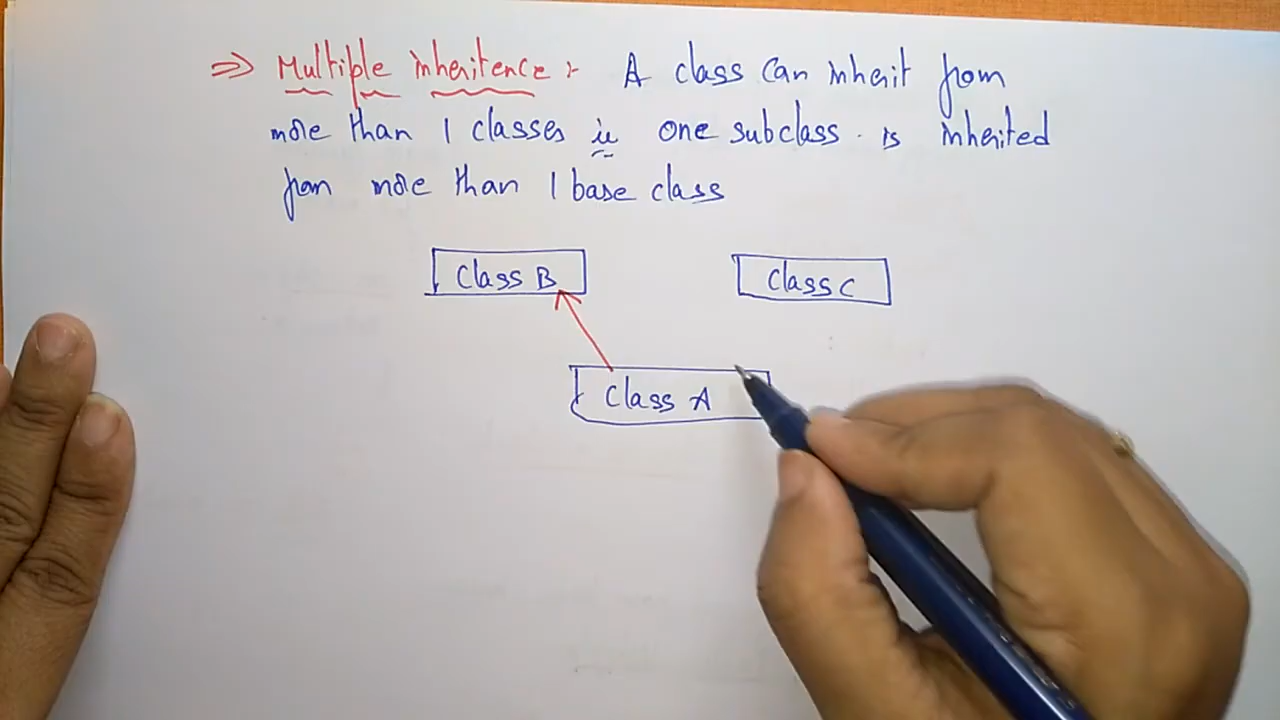 ⇒ Multiple inheritence :- A class can inherit from
more than 1 classes ie one subclass is inherited
from more than 1 base class
Class B
Class C
Class A